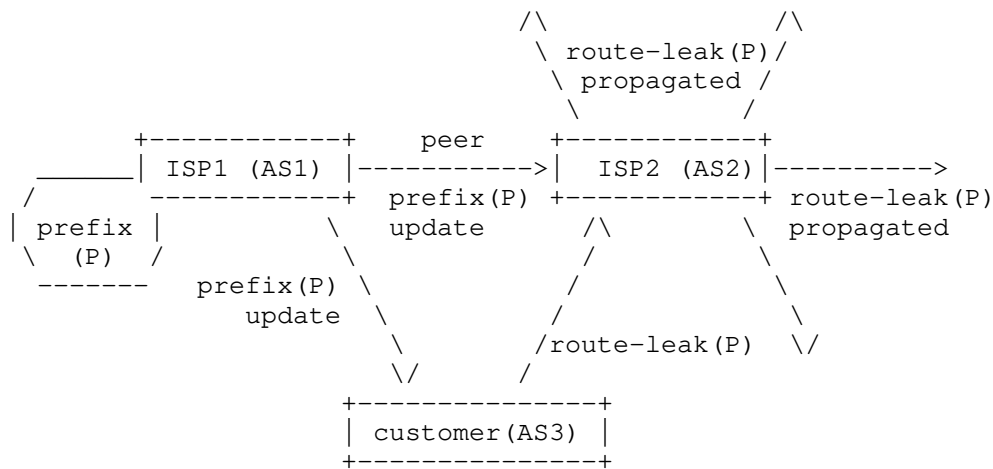 route-leak(P)
propagated
peer
ISP1 (AS1)
ISP2 (AS2)
prefix(P)
update
route-leak(P)
propagated
prefix
(P)
prefix(P)
update
route-leak(P)
customer(AS3)